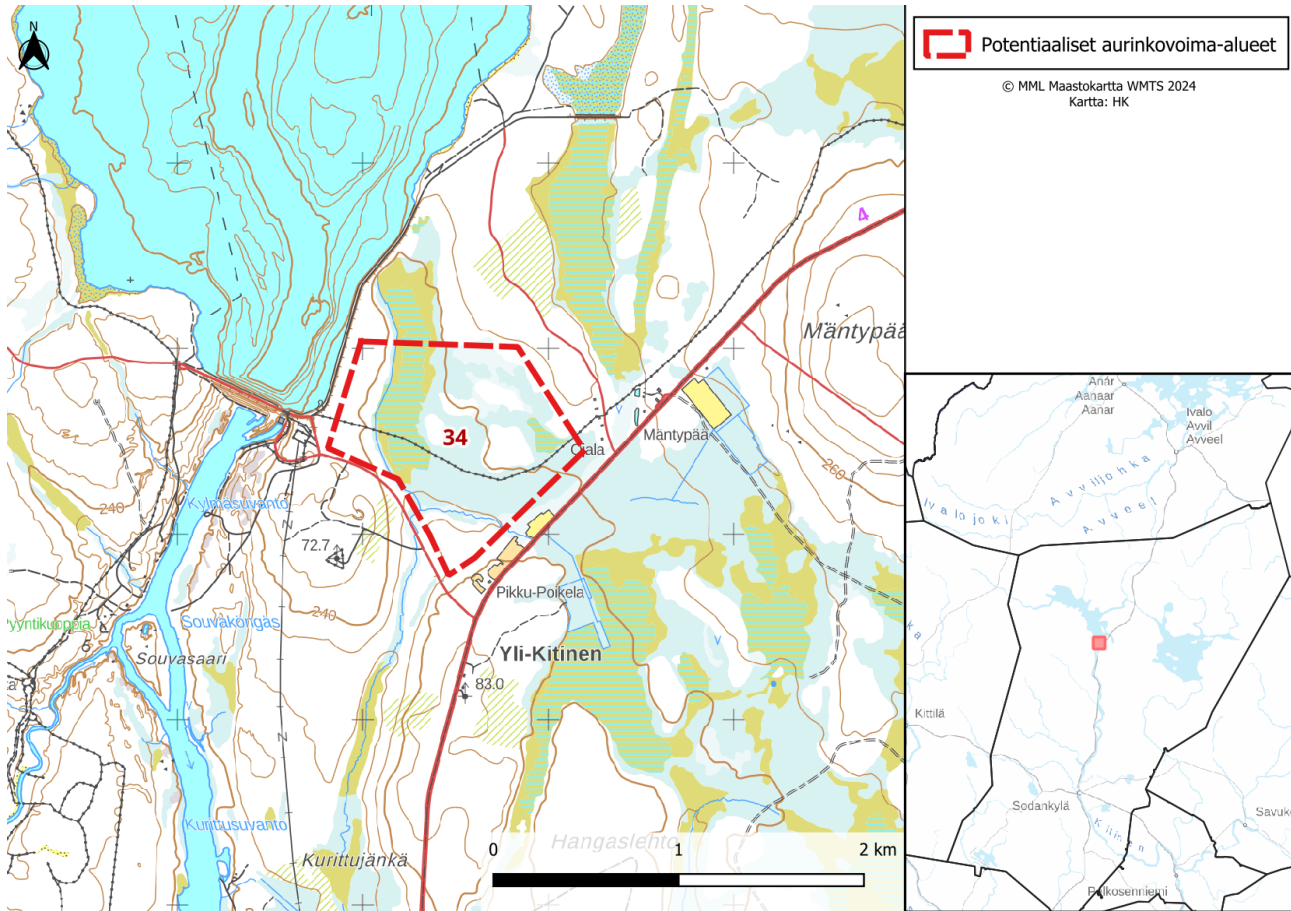 N
Potentiaaliset aurinkovoima-alueet
© MML Maastokartta WMTS 2024
Kartta: HK
4
Mäntypää
34
Ojala
Mäntypää
260
Kylmäsuvanto
240
72.7
240
Pikku-Poikela
Souvakongas
Souvasaari
Yli-Kitinen
83.0
Z
Z
Kurittusuvanto
Kurittujänkä
Hangaslehto
0 1 2 km
Anár
Aanaar
Aanar
Ivalo
Avvil
Avveel
Avviljohka
Ivalojoki
Avveel
Kittilä
Sodankylä
Kitinen
Pelkosenniemi